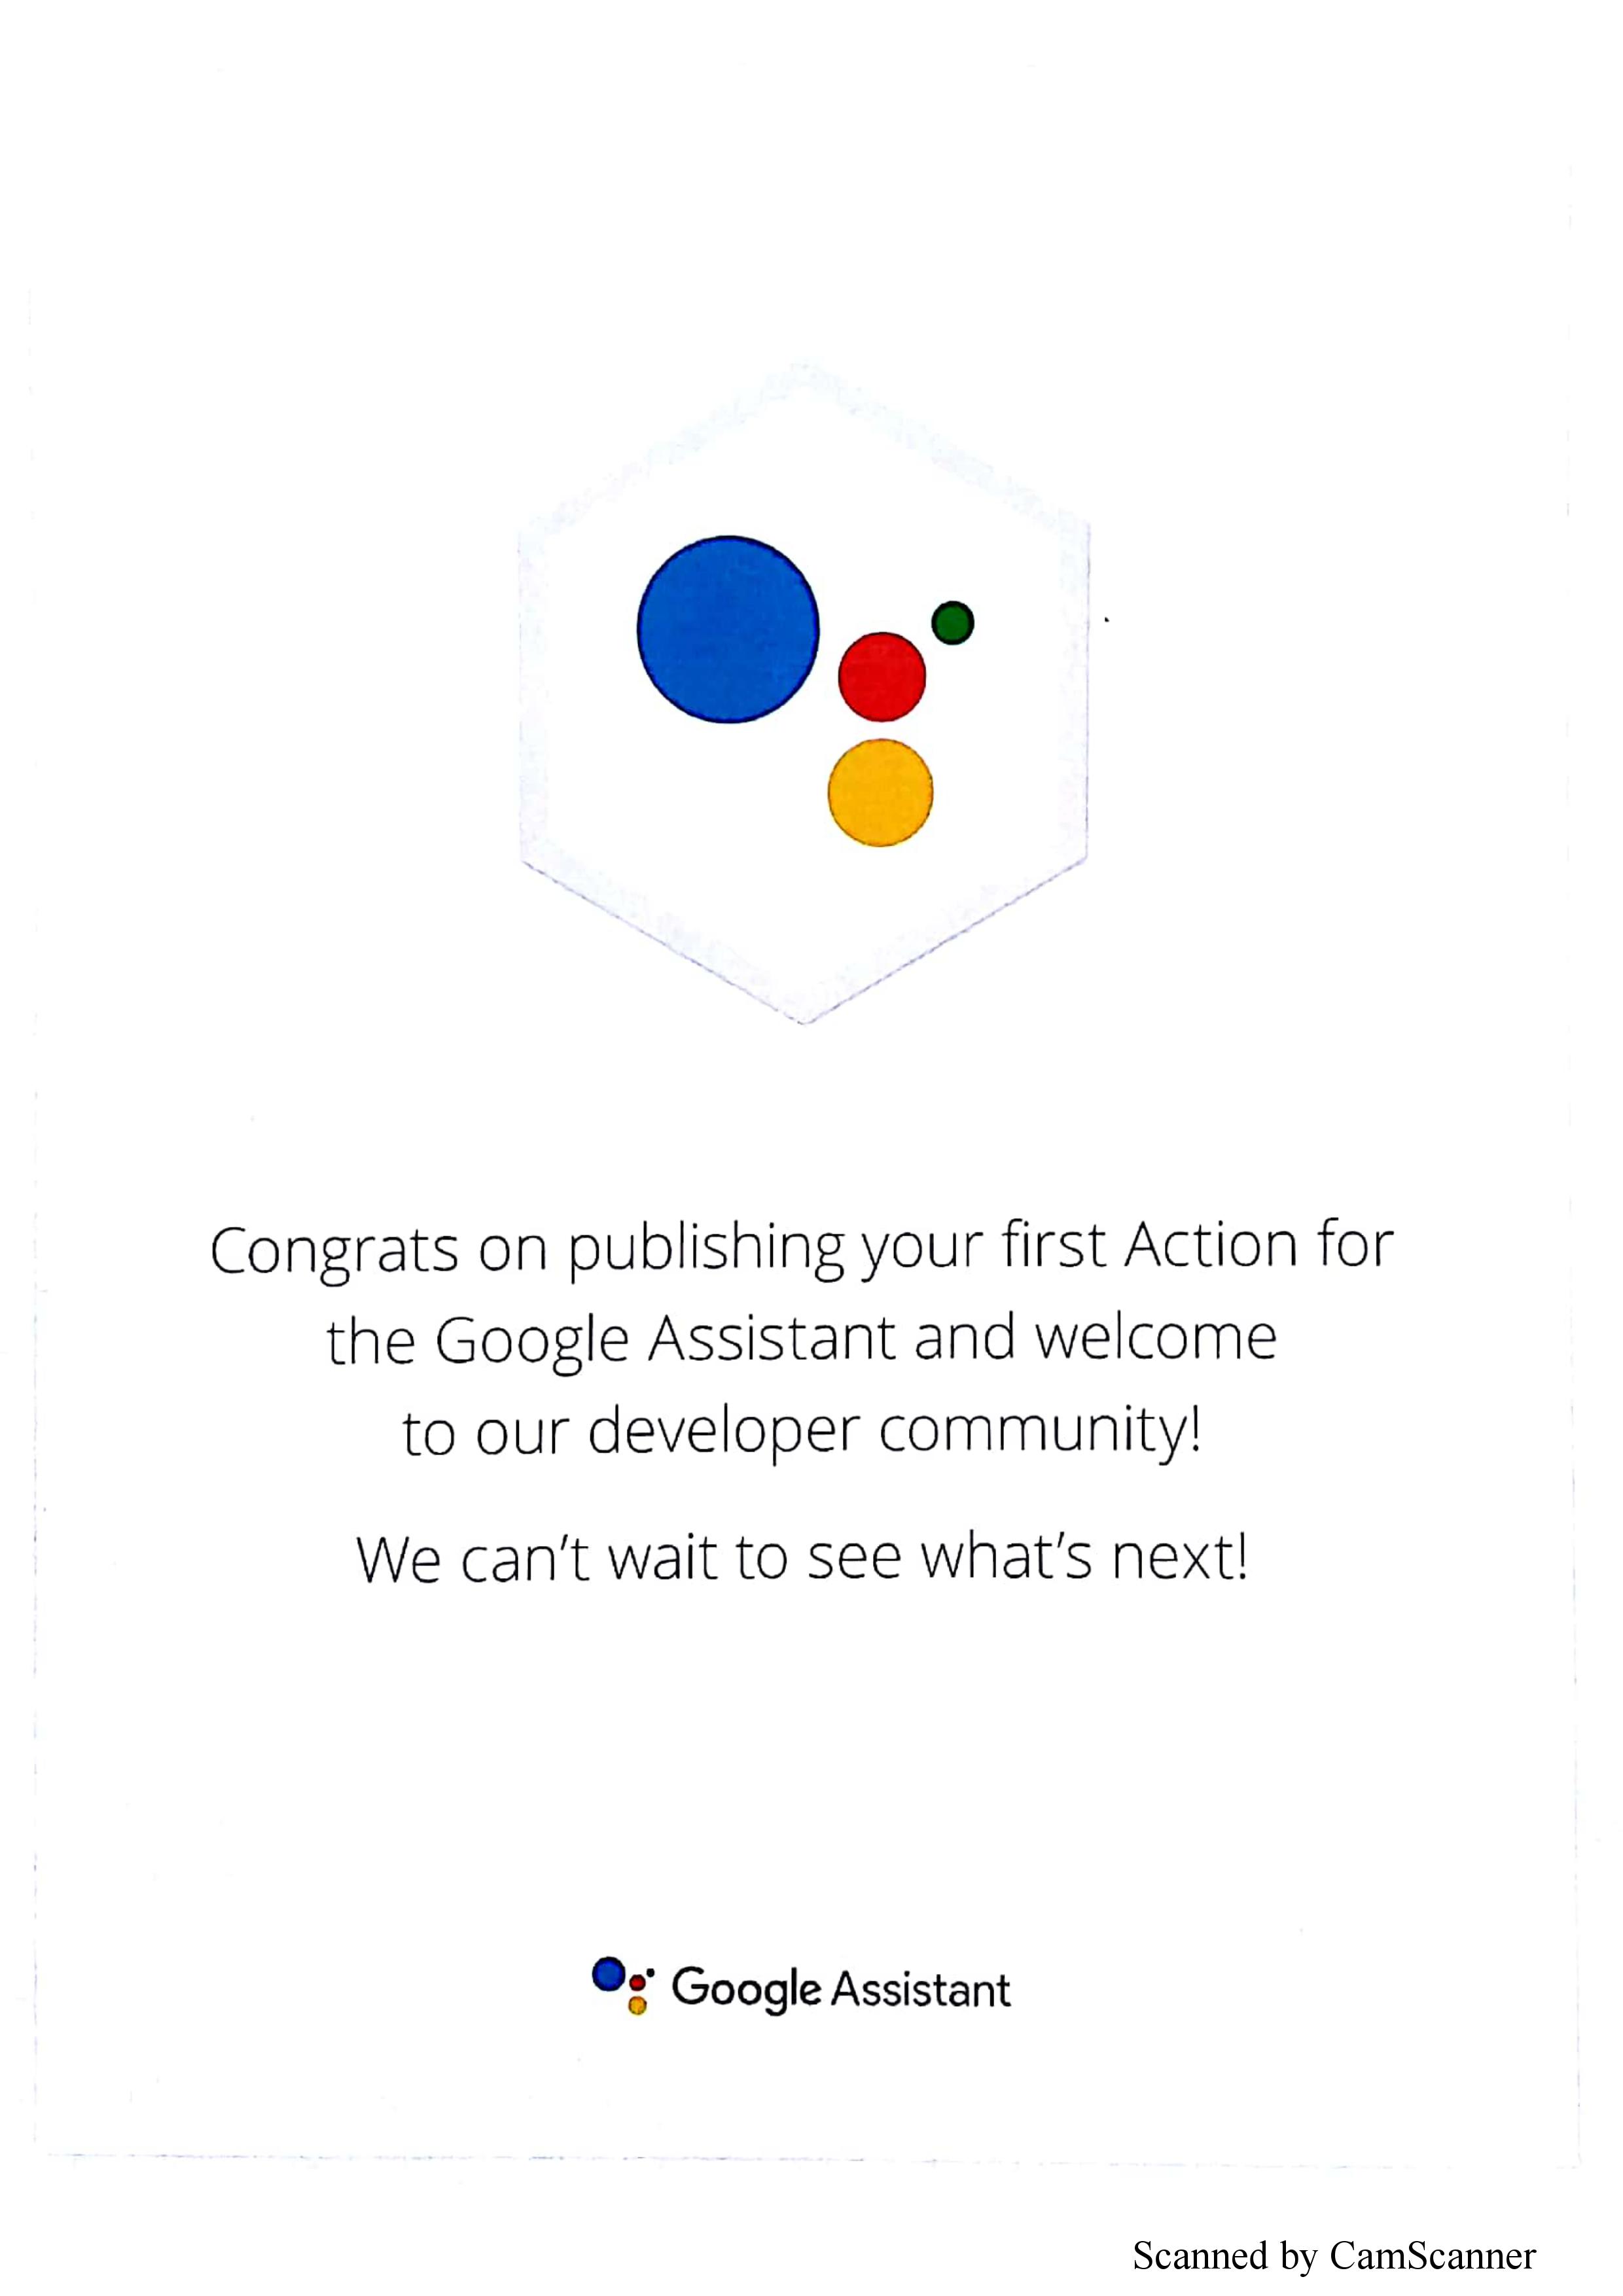 Congrats on publishing your first Action for
the Google Assistant and welcome
to our developer community!
We can't wait to see what's next!
Google Assistant
Scanned by CamScanner